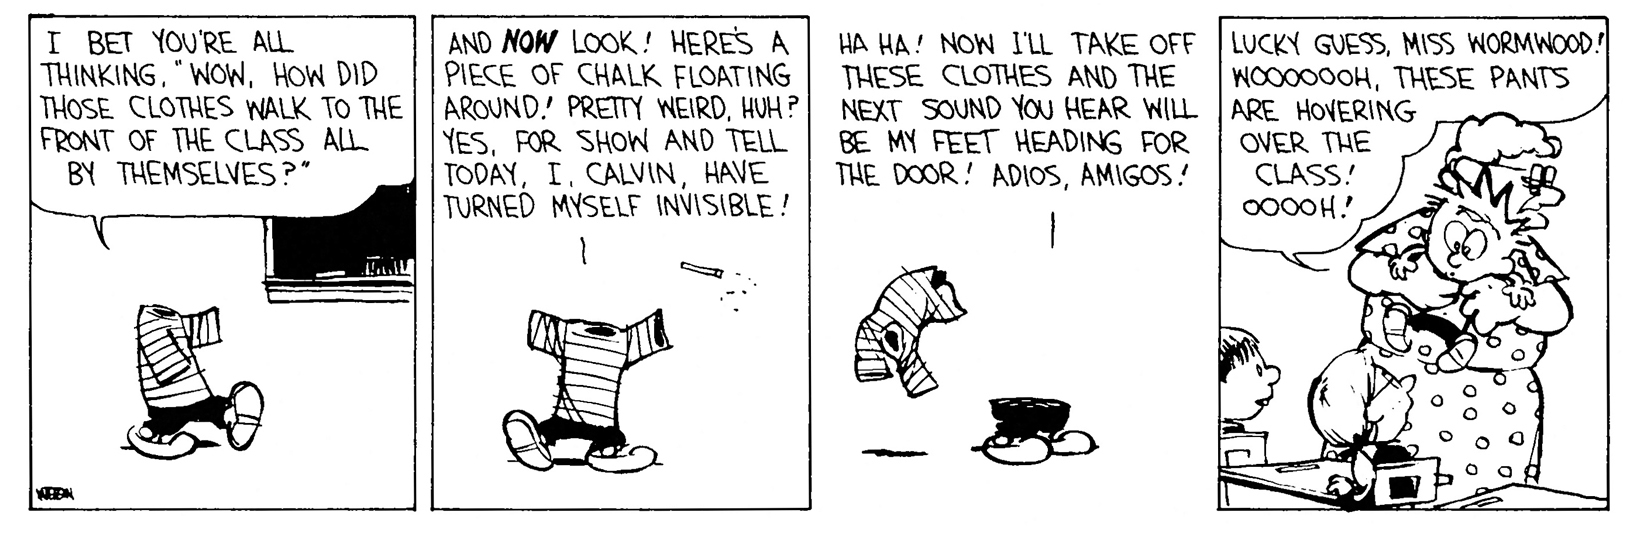 I BET YOU'RE ALL
THINKING, "WOW, HOW DID
THOSE CLOTHES WALK TO THE
FRONT OF THE CLASS ALL
BY THEMSELVES?"
AND NOW LOOK! HERE'S A
PIECE OF CHALK FLOATING
AROUND! PRETTY WEIRD, HUH?
YES, FOR SHOW AND TELL
TODAY, I, CALVIN, HAVE
TURNED MYSELF INVISIBLE!
HA HA! NOW I'LL TAKE OFF
THESE CLOTHES AND THE
NEXT SOUND YOU HEAR WILL
BE MY FEET HEADING FOR
THE DOOR! ADIOS, AMIGOS!
LUCKY GUESS, MISS WORMWOOD!
WOOOOOOH, THESE PANTS
ARE HOVERING
OVER THE
CLASS!
OOOOH!